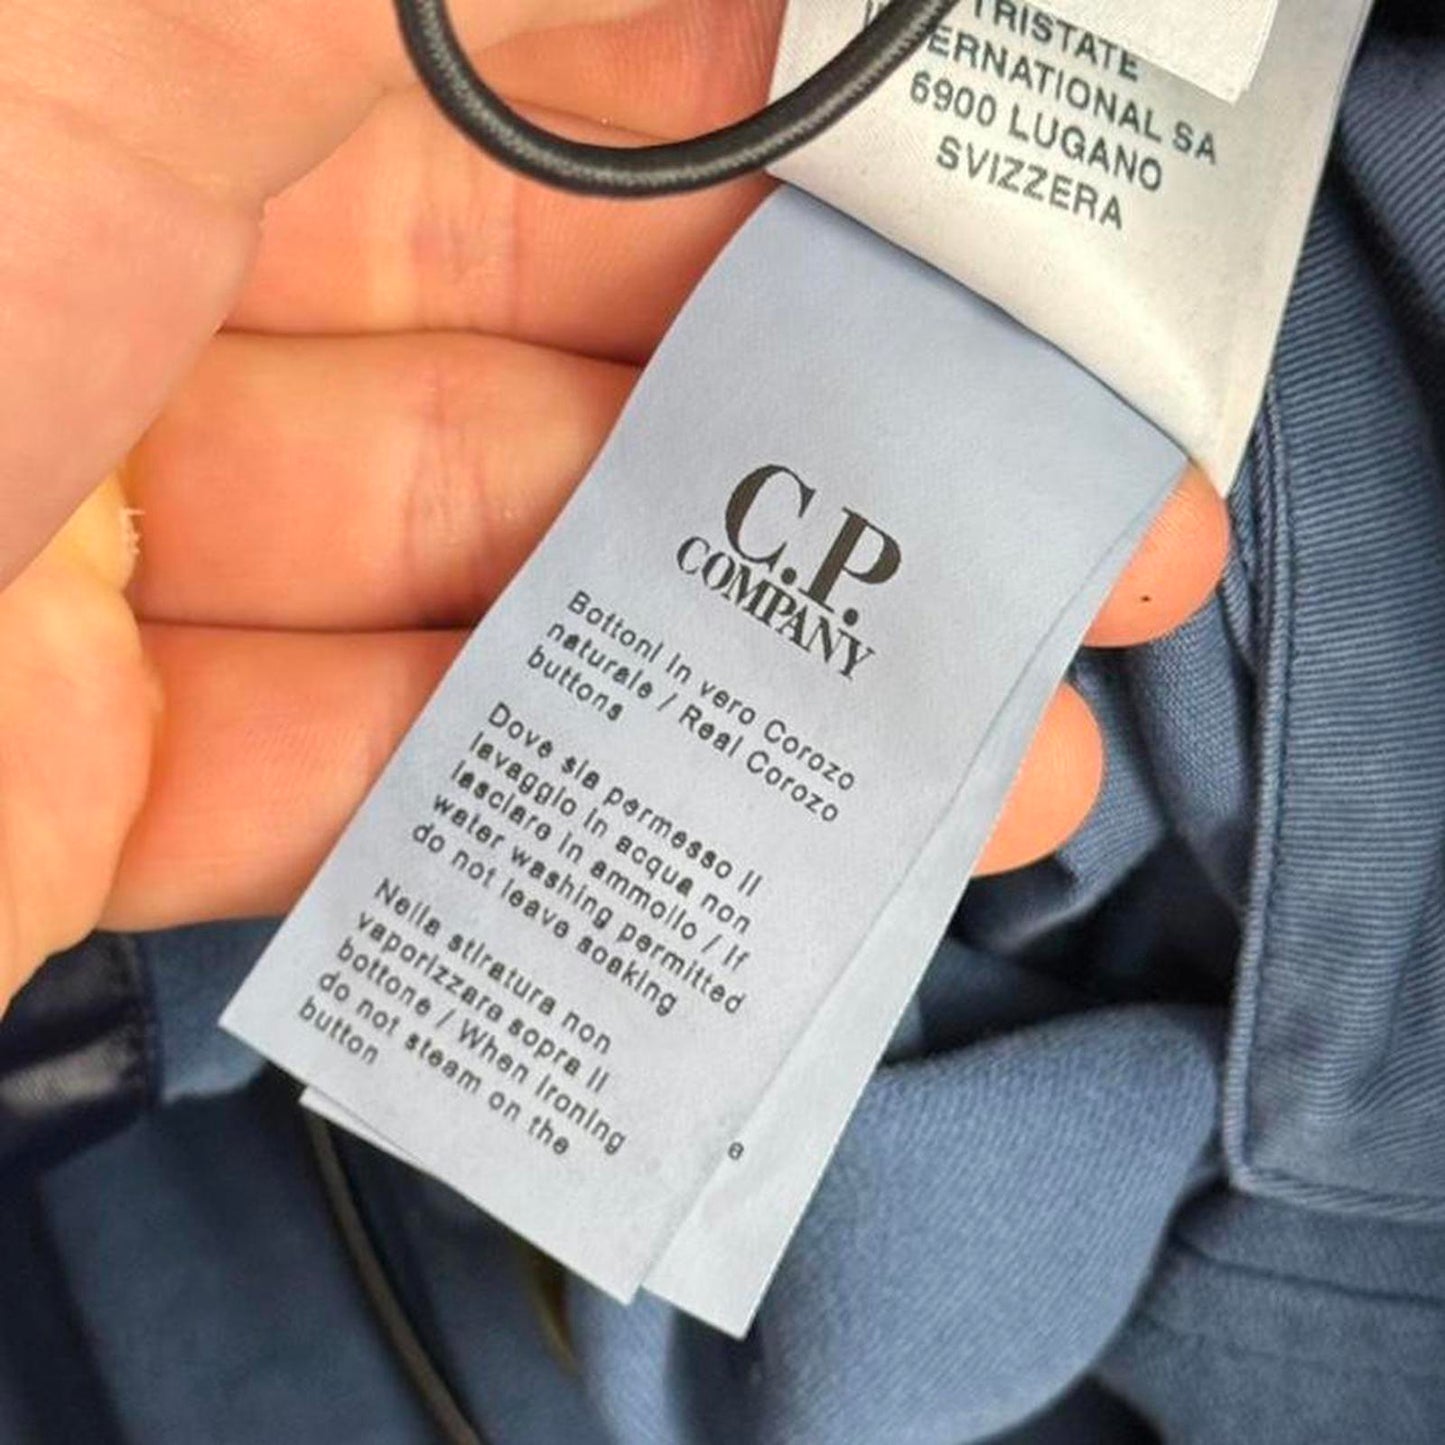 TRISTATE
INTERNATIONAL SA
6900 LUGANO
SVIZZERA
C.P.
COMPANY
Bottoni in vero Corozo
naturale / Real Corozo
buttons
Dove sia permesso il
lavaggio in acqua non
lasciare in ammollo / If
water washing permitted
do not leave soaking
Nella stiratura non
vaporizzare sopra il
bottone / When ironing
do not steam on the
button
e